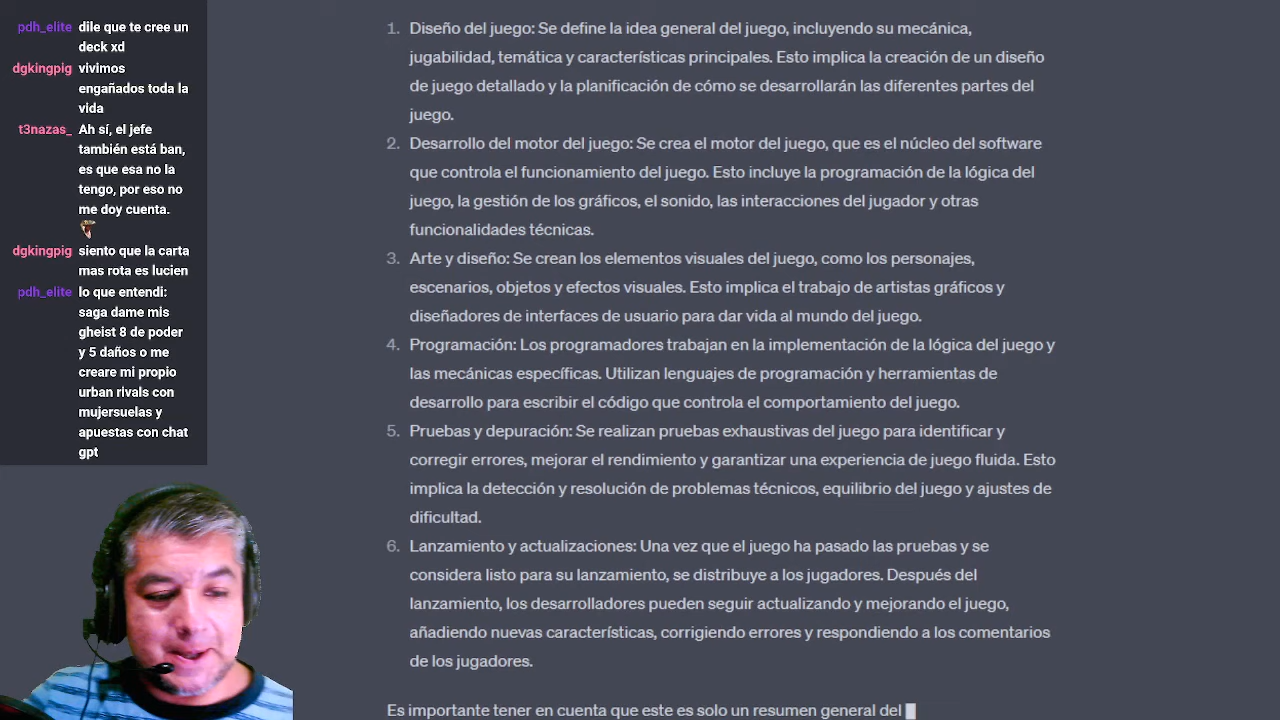 pdh_elite dile que te cree un
deck xd
dgkingpig vivimos
engañados toda la
vida
t3nazas_ Ah sí, el jefe
también está ban,
es que esa no la
tengo, por eso no
me doy cuenta.
dgkingpig siento que la carta
mas rota es lucien
pdh_elite lo que entendi:
saga dame mis
gheist 8 de poder
y 5 daños o me
creare mi propio
urban rivals con
mujersuelas y
apuestas con chat
gpt
1. Diseño del juego: Se define la idea general del juego, incluyendo su mecánica,
jugabilidad, temática y características principales. Esto implica la creación de un diseño
de juego detallado y la planificación de cómo se desarrollarán las diferentes partes del
juego.
2. Desarrollo del motor del juego: Se crea el motor del juego, que es el núcleo del software
que controla el funcionamiento del juego. Esto incluye la programación de la lógica del
juego, la gestión de los gráficos, el sonido, las interacciones del jugador y otras
funcionalidades técnicas.
3. Arte y diseño: Se crean los elementos visuales del juego, como los personajes,
escenarios, objetos y efectos visuales. Esto implica el trabajo de artistas gráficos y
diseñadores de interfaces de usuario para dar vida al mundo del juego.
4. Programación: Los programadores trabajan en la implementación de la lógica del juego y
las mecánicas específicas. Utilizan lenguajes de programación y herramientas de
desarrollo para escribir el código que controla el comportamiento del juego.
5. Pruebas y depuración: Se realizan pruebas exhaustivas del juego para identificar y
corregir errores, mejorar el rendimiento y garantizar una experiencia de juego fluida. Esto
implica la detección y resolución de problemas técnicos, equilibrio del juego y ajustes de
dificultad.
6. Lanzamiento y actualizaciones: Una vez que el juego ha pasado las pruebas y se
considera listo para su lanzamiento, se distribuye a los jugadores. Después del
lanzamiento, los desarrolladores pueden seguir actualizando y mejorando el juego,
añadiendo nuevas características, corrigiendo errores y respondiendo a los comentarios
de los jugadores.
Es importante tener en cuenta que este es solo un resumen general del